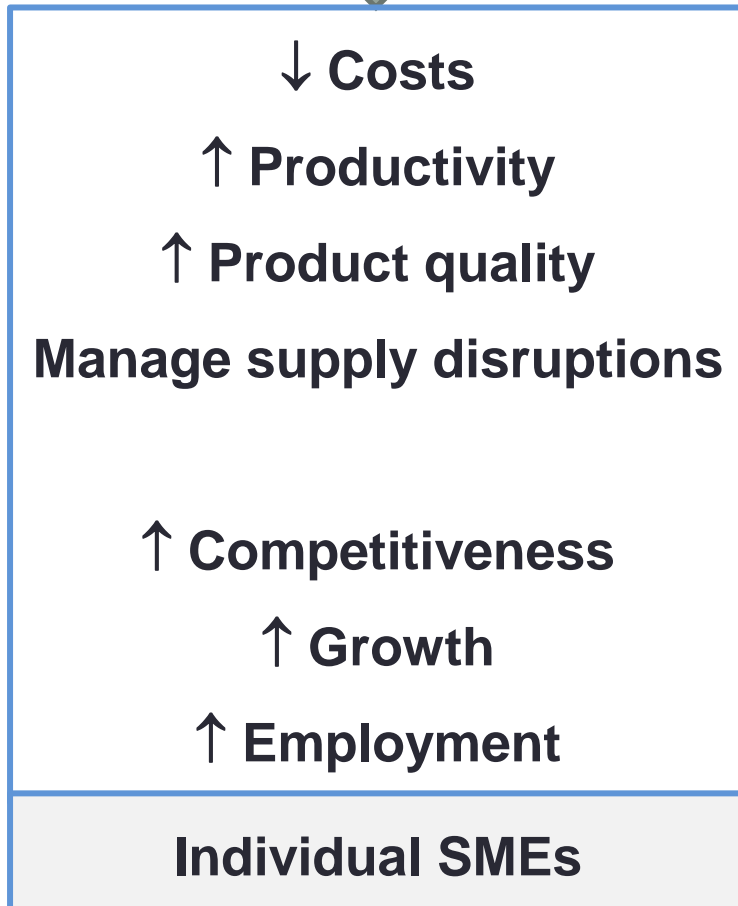 ↓ Costs
↑ Productivity
↑ Product quality
Manage supply disruptions
↑ Competitiveness
↑ Growth
↑ Employment
Individual SMEs